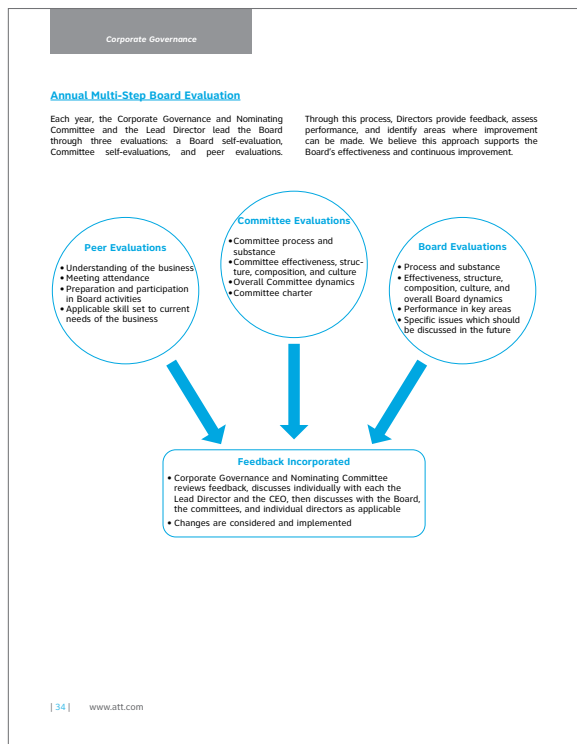 Corporate Governance
Annual Multi-Step Board Evaluation
Each year, the Corporate Governance and Nominating
Committee and the Lead Director lead the Board
through three evaluations: a Board self-evaluation,
Committee self-evaluations, and peer evaluations.
Through this process, Directors provide feedback, assess
performance, and identify areas where improvement
can be made. We believe this approach supports the
Board's effectiveness and continuous improvement.
Peer Evaluations
• Understanding of the business
• Meeting attendance
• Preparation and participation
in Board activities
• Applicable skill set to current
needs of the business
Committee Evaluations
• Committee process and
substance
• Committee effectiveness, struc-
ture, composition, and culture
• Overall Committee dynamics
• Committee charter
Board Evaluations
• Process and substance
• Effectiveness, structure,
composition, culture, and
overall Board dynamics
• Performance in key areas
• Specific issues which should
be discussed in the future
Feedback Incorporated
• Corporate Governance and Nominating Committee
reviews feedback, discusses individually with each the
Lead Director and the CEO, then discusses with the Board,
the committees, and individual directors as applicable
• Changes are considered and implemented
| 34 | www.att.com